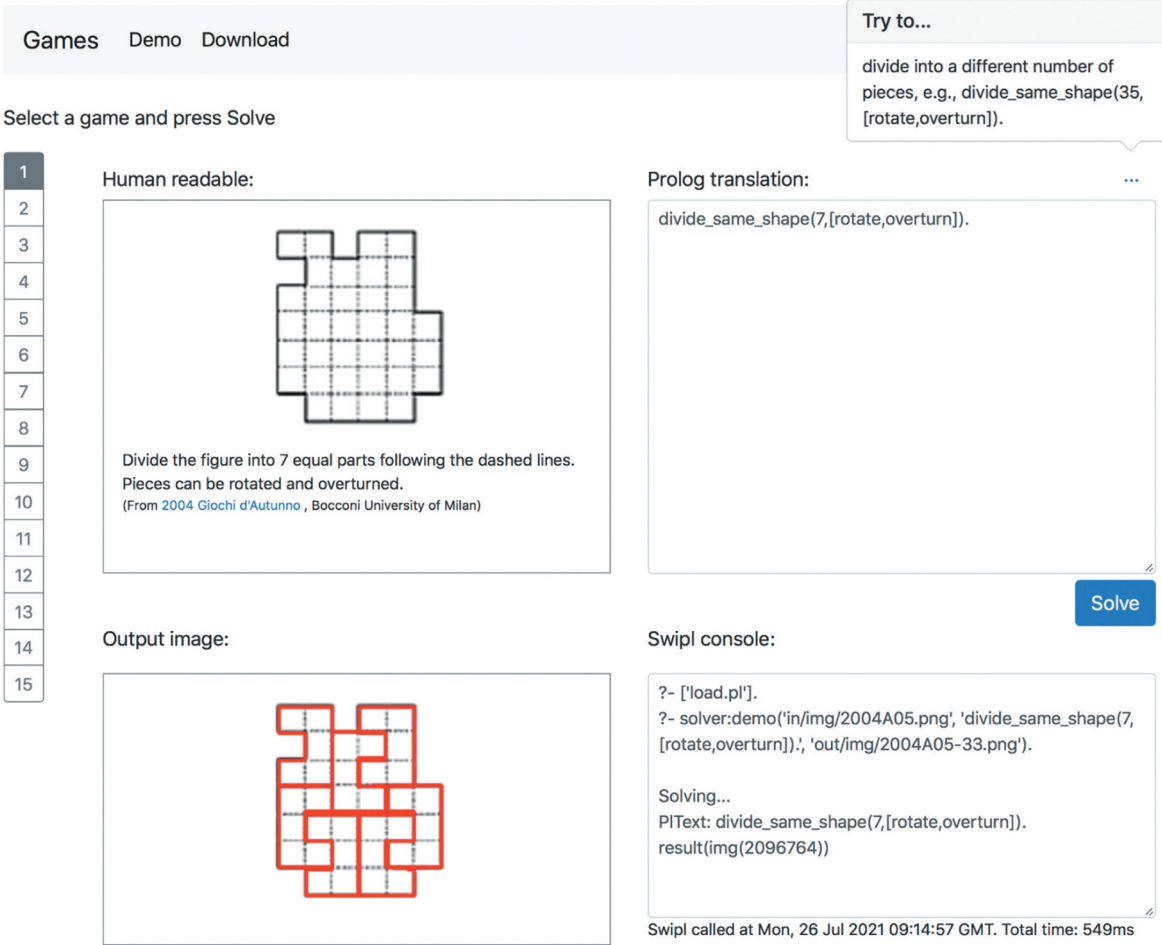 Games Demo Download
Try to...
divide into a different number of
pieces, e.g., divide_same_shape(35,
[rotate,overturn]).
Select a game and press Solve
1
2
3
4
5
6
7
8
9
10
11
12
13
14
15
Human readable:
Divide the figure into 7 equal parts following the dashed lines.
Pieces can be rotated and overturned.
(From 2004 Giochi d'Autunno , Bocconi University of Milan)
Prolog translation:
...
divide_same_shape(7,[rotate,overturn]).
Solve
Output image:
Swipl console:
?- ['load.pl'].
?- solver:demo('in/img/2004A05.png', 'divide_same_shape(7,
[rotate,overturn]).', 'out/img/2004A05-33.png').
Solving...
PlText: divide_same_shape(7,[rotate,overturn]).
result(img(2096764))
Swipl called at Mon, 26 Jul 2021 09:14:57 GMT. Total time: 549ms